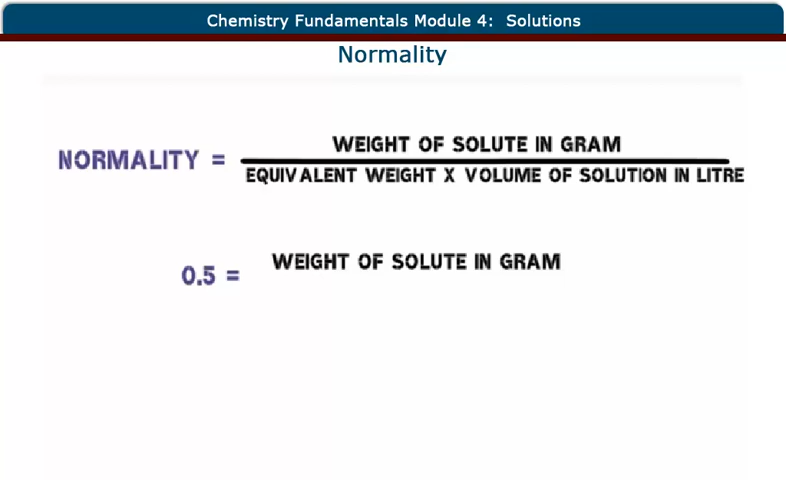 Chemistry Fundamentals Module 4: Solutions
Normality
NORMALITY = WEIGHT OF SOLUTE IN GRAM
EQUIVALENT WEIGHT X VOLUME OF SOLUTION IN LITRE
0.5 = WEIGHT OF SOLUTE IN GRAM